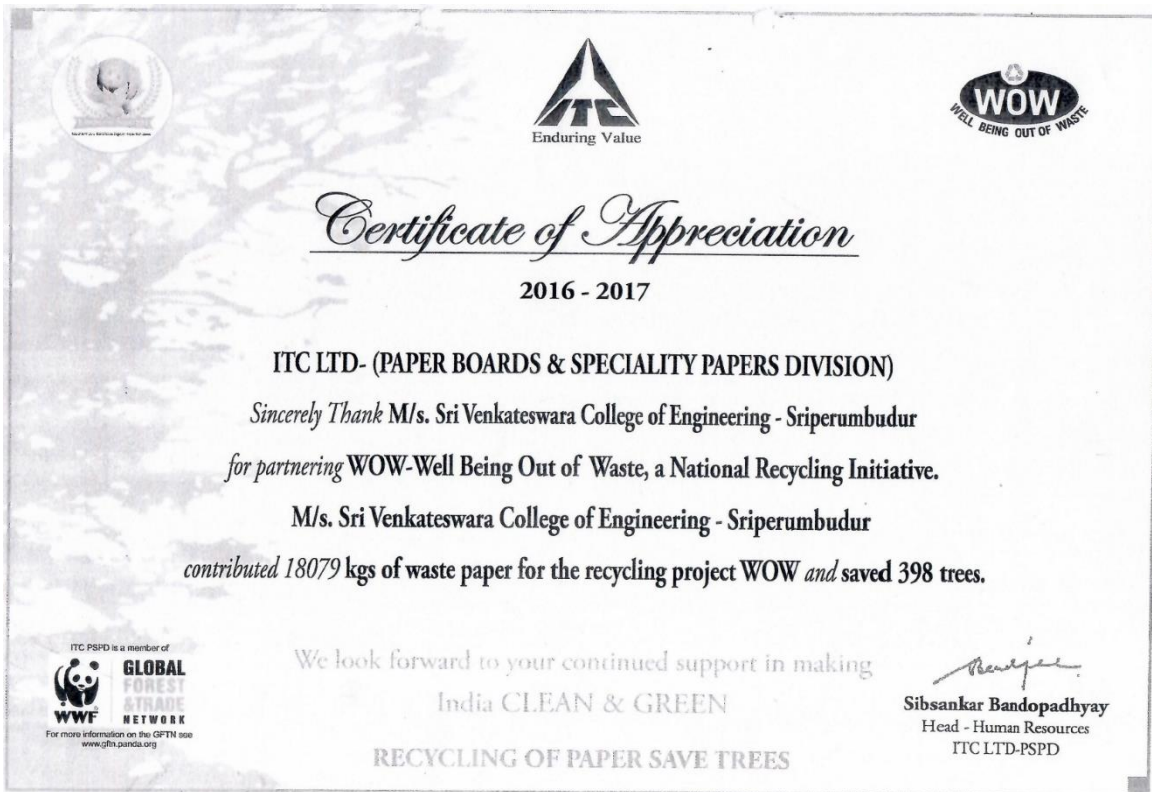 ITC
Enduring Value
WOW
WELL BEING OUT OF WASTE
Certificate of Appreciation
2016 - 2017
ITC LTD- (PAPER BOARDS & SPECIALITY PAPERS DIVISION)
Sincerely Thank M/s. Sri Venkateswara College of Engineering - Sriperumbudur
for partnering WOW-Well Being Out of Waste, a National Recycling Initiative.
M/s. Sri Venkateswara College of Engineering - Sriperumbudur
contributed 18079 kgs of waste paper for the recycling project WOW and saved 398 trees.
ITC PSPD is a member of
WWF
GLOBAL
FOREST
&TRADE
NETWORK
For more information on the GFTN see
www.gftn.panda.org
We look forward to your continued support in making
India CLEAN & GREEN
RECYCLING OF PAPER SAVE TREES
Sibsankar Bandopadhyay
Head - Human Resources
ITC LTD-PSPD